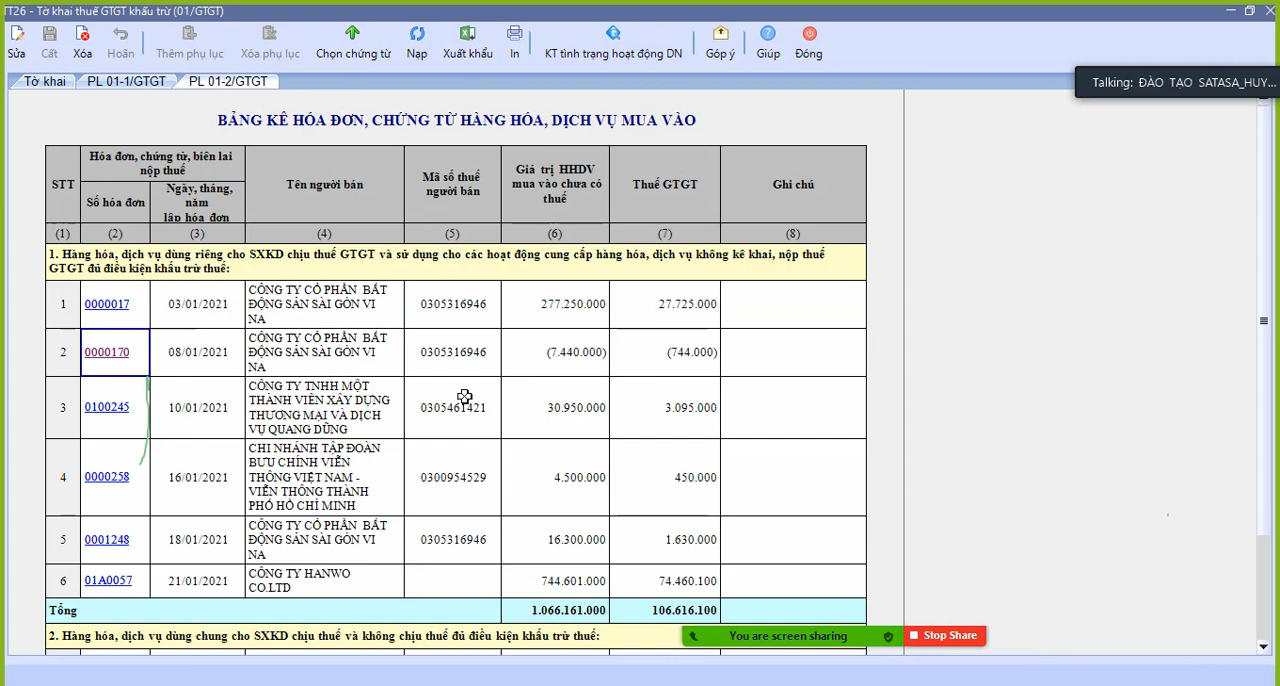 TT26 - Tờ khai thuế GTGT khấu trừ (01/GTGT)
Sửa Cất Xóa Hoãn Thêm phụ lục Xóa phụ lục Chọn chứng từ Nạp Xuất khẩu In KT tình trạng hoạt động DN Góp ý Giúp Đóng
Tờ khai PL 01-1/GTGT PL 01-2/GTGT
Talking: ĐÀO TẠO SATASA_HUY...
BẢNG KÊ HÓA ĐƠN, CHỨNG TỪ HÀNG HÓA, DỊCH VỤ MUA VÀO
STT
Hóa đơn, chứng từ, biên lai
nộp thuế
Số hóa đơn
Ngày, tháng,
năm
lập hóa đơn
Tên người bán
Mã số thuế
người bán
Giá trị HHDV
mua vào chưa có
thuế
Thuế GTGT
Ghi chú
(1) (2) (3) (4) (5) (6) (7) (8)
1. Hàng hóa, dịch vụ dùng riêng cho SXKD chịu thuế GTGT và sử dụng cho các hoạt động cung cấp hàng hóa, dịch vụ không kê khai, nộp thuế
GTGT đủ điều kiện khấu trừ thuế:
1 0000017 03/01/2021
CÔNG TY CỔ PHẦN BẤT
ĐỘNG SẢN SÀI GÒN VI
NA
0305316946 277.250.000 27.725.000
2 0000170 08/01/2021
CÔNG TY CỔ PHẦN BẤT
ĐỘNG SẢN SÀI GÒN VI
NA
0305316946 (7.440.000) (744.000)
3 0100245 10/01/2021
CÔNG TY TNHH MỘT
THÀNH VIÊN XÂY DỰNG
THƯƠNG MẠI VÀ DỊCH
VỤ QUANG DŨNG
0305461421 30.950.000 3.095.000
4 0000258 16/01/2021
CHI NHÁNH TẬP ĐOÀN
BƯU CHÍNH VIỄN
THÔNG VIỆT NAM -
VIỄN THÔNG THÀNH
PHỐ HỒ CHÍ MINH
0300954529 4.500.000 450.000
5 0001248 18/01/2021
CÔNG TY CỔ PHẦN BẤT
ĐỘNG SẢN SÀI GÒN VI
NA
0305316946 16.300.000 1.630.000
6 01A0057 21/01/2021
CÔNG TY HANWO
CO.LTD
744.601.000 74.460.100
Tổng 1.066.161.000 106.616.100
2. Hàng hóa, dịch vụ dùng chung cho SXKD chịu thuế và không chịu thuế đủ điều kiện khấu trừ thuế:
You are screen sharing Stop Share